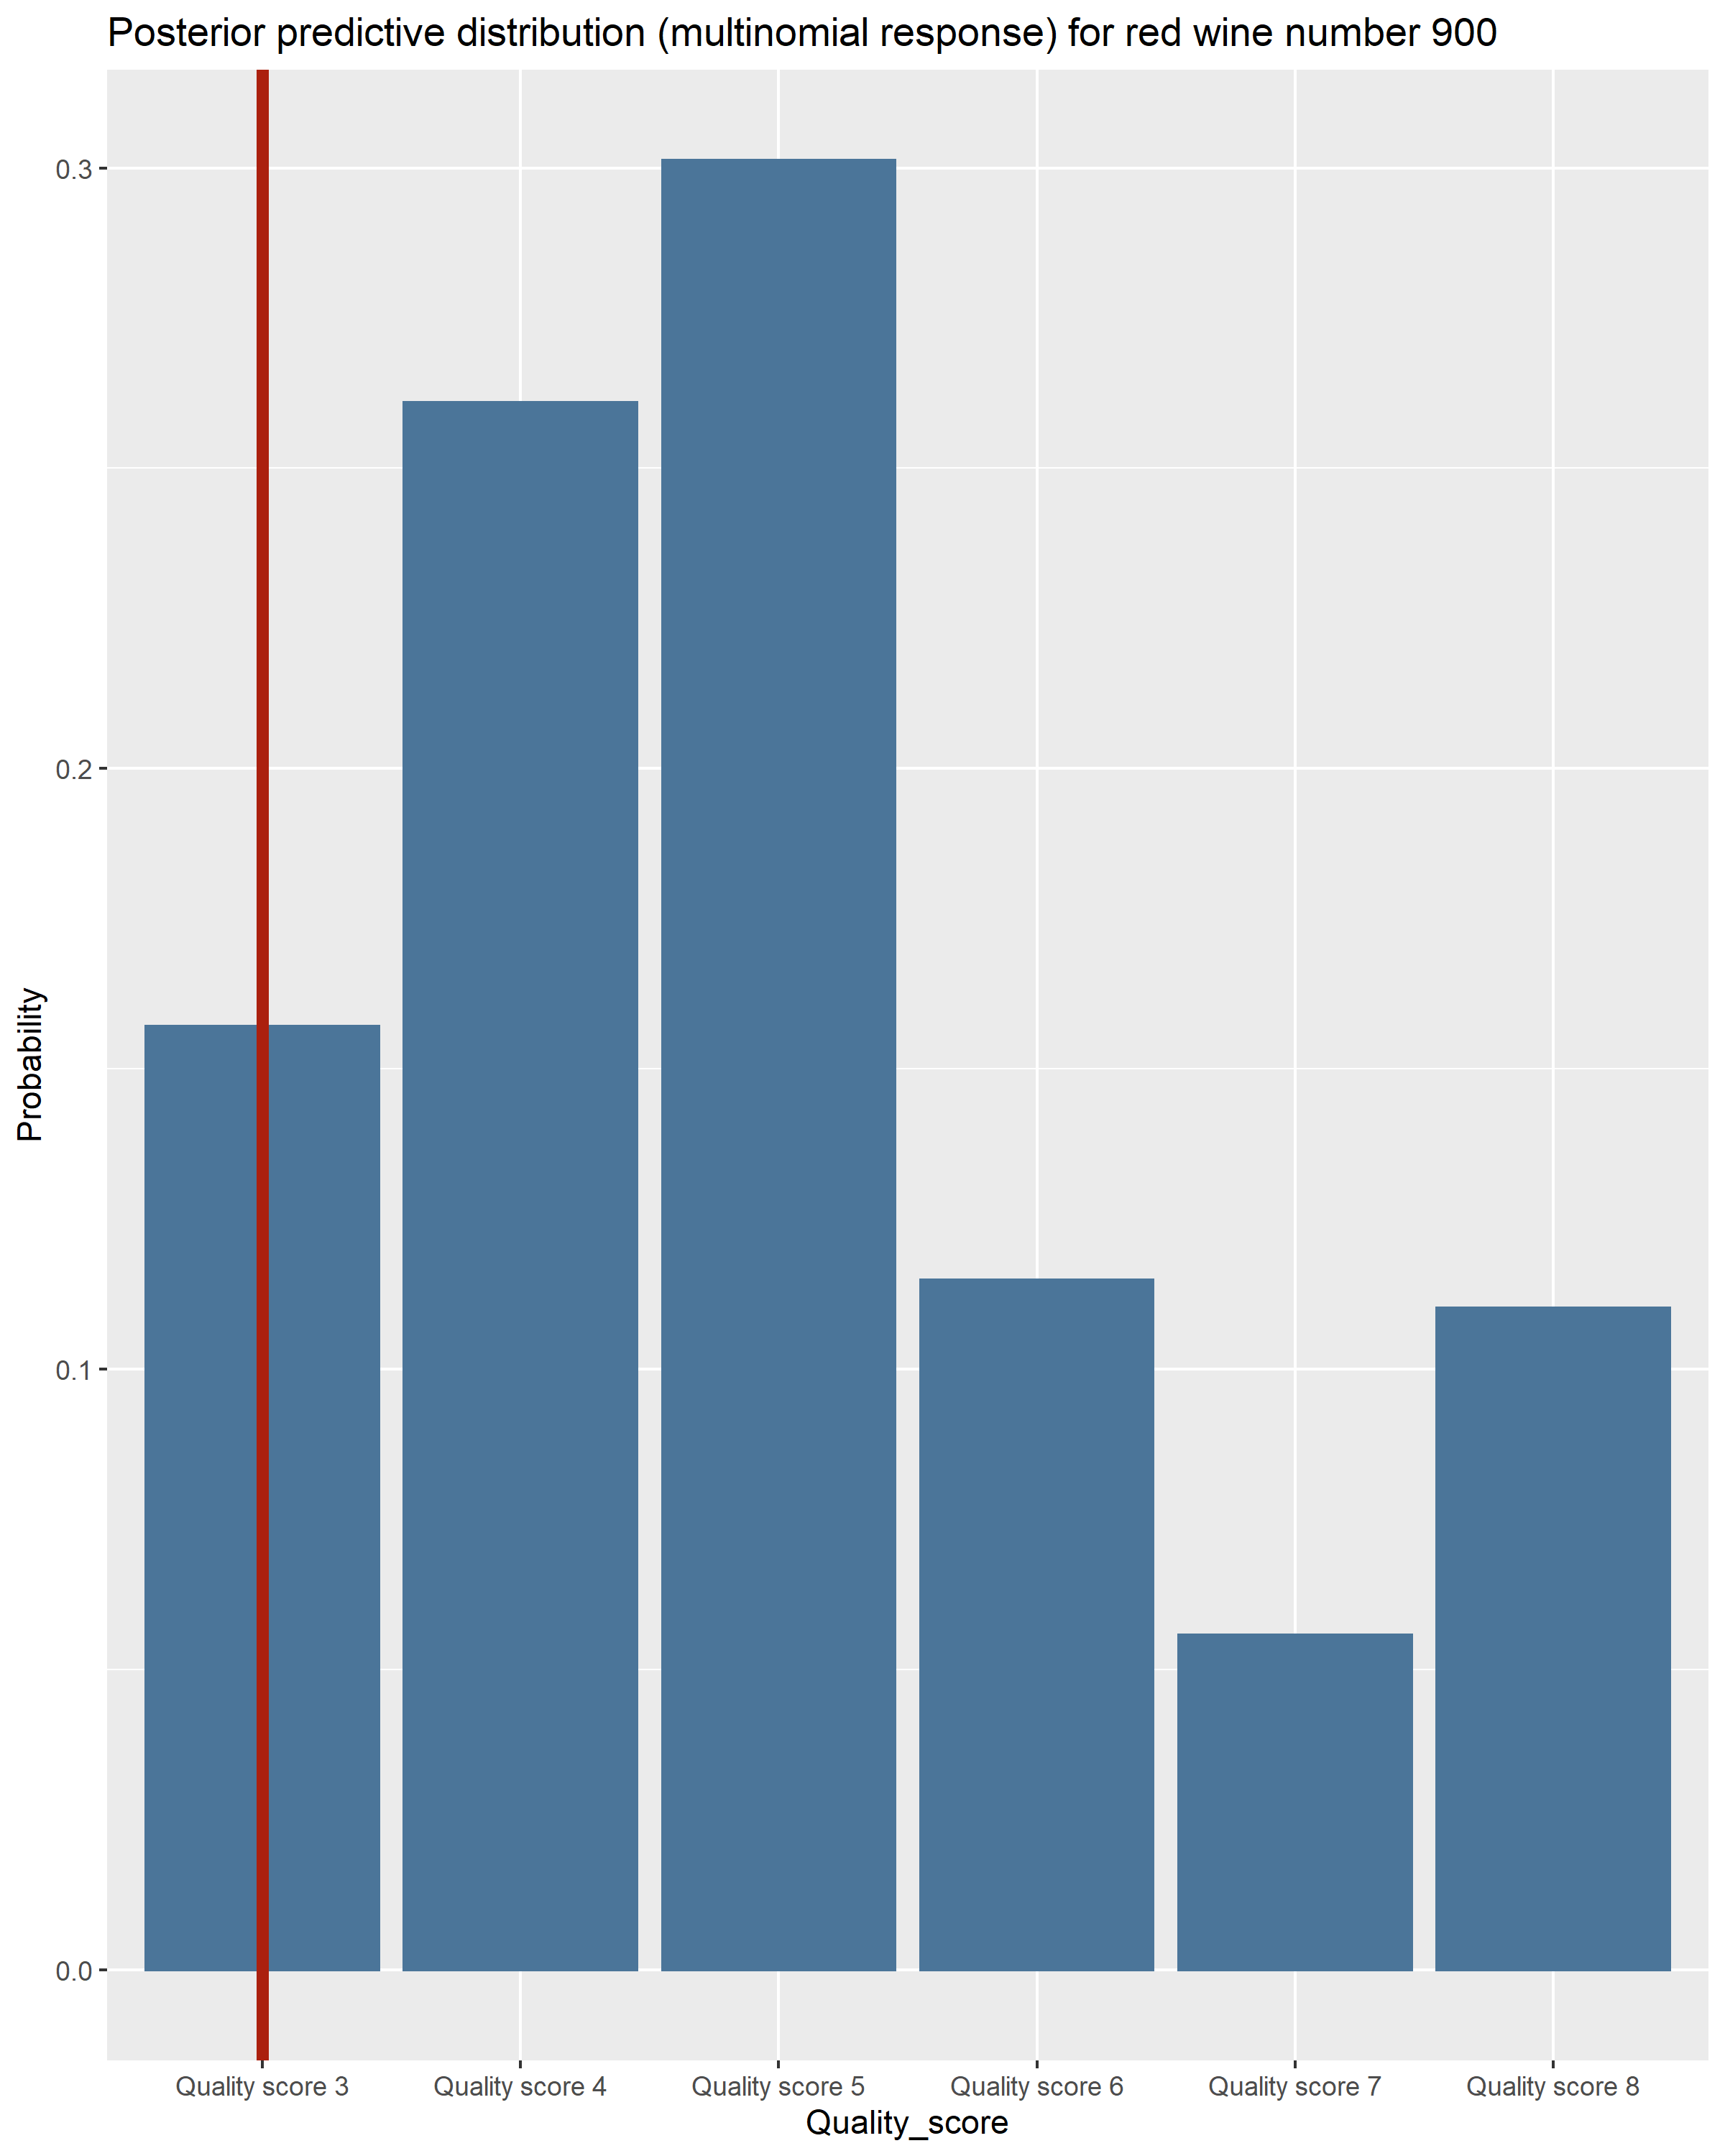 Posterior predictive distribution (multinomial response) for red wine number 900
0.3
0.2
0.1
0.0
Probability
Quality score 3 Quality score 4 Quality score 5 Quality score 6 Quality score 7 Quality score 8
Quality_score